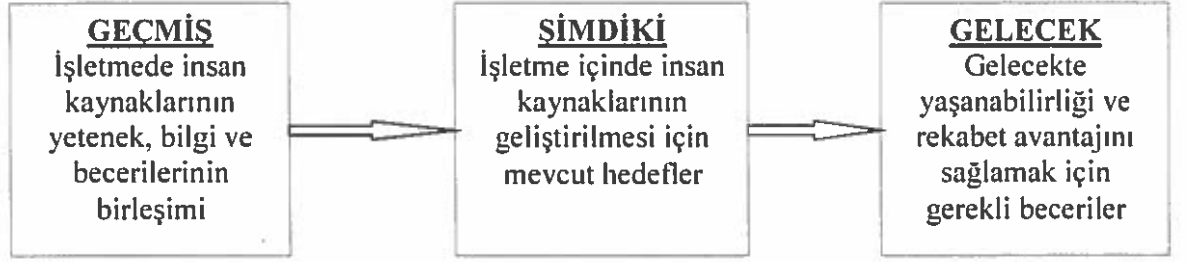 GEÇMİŞ
İşletmede insan
kaynaklarının
yetenek, bilgi ve
becerilerinin
birleşimi
ŞİMDİKİ
İşletme içinde insan
kaynaklarının
geliştirilmesi için
mevcut hedefler
GELECEK
Gelecekte
yaşanabilirliği ve
rekabet avantajını
sağlamak için
gerekli beceriler